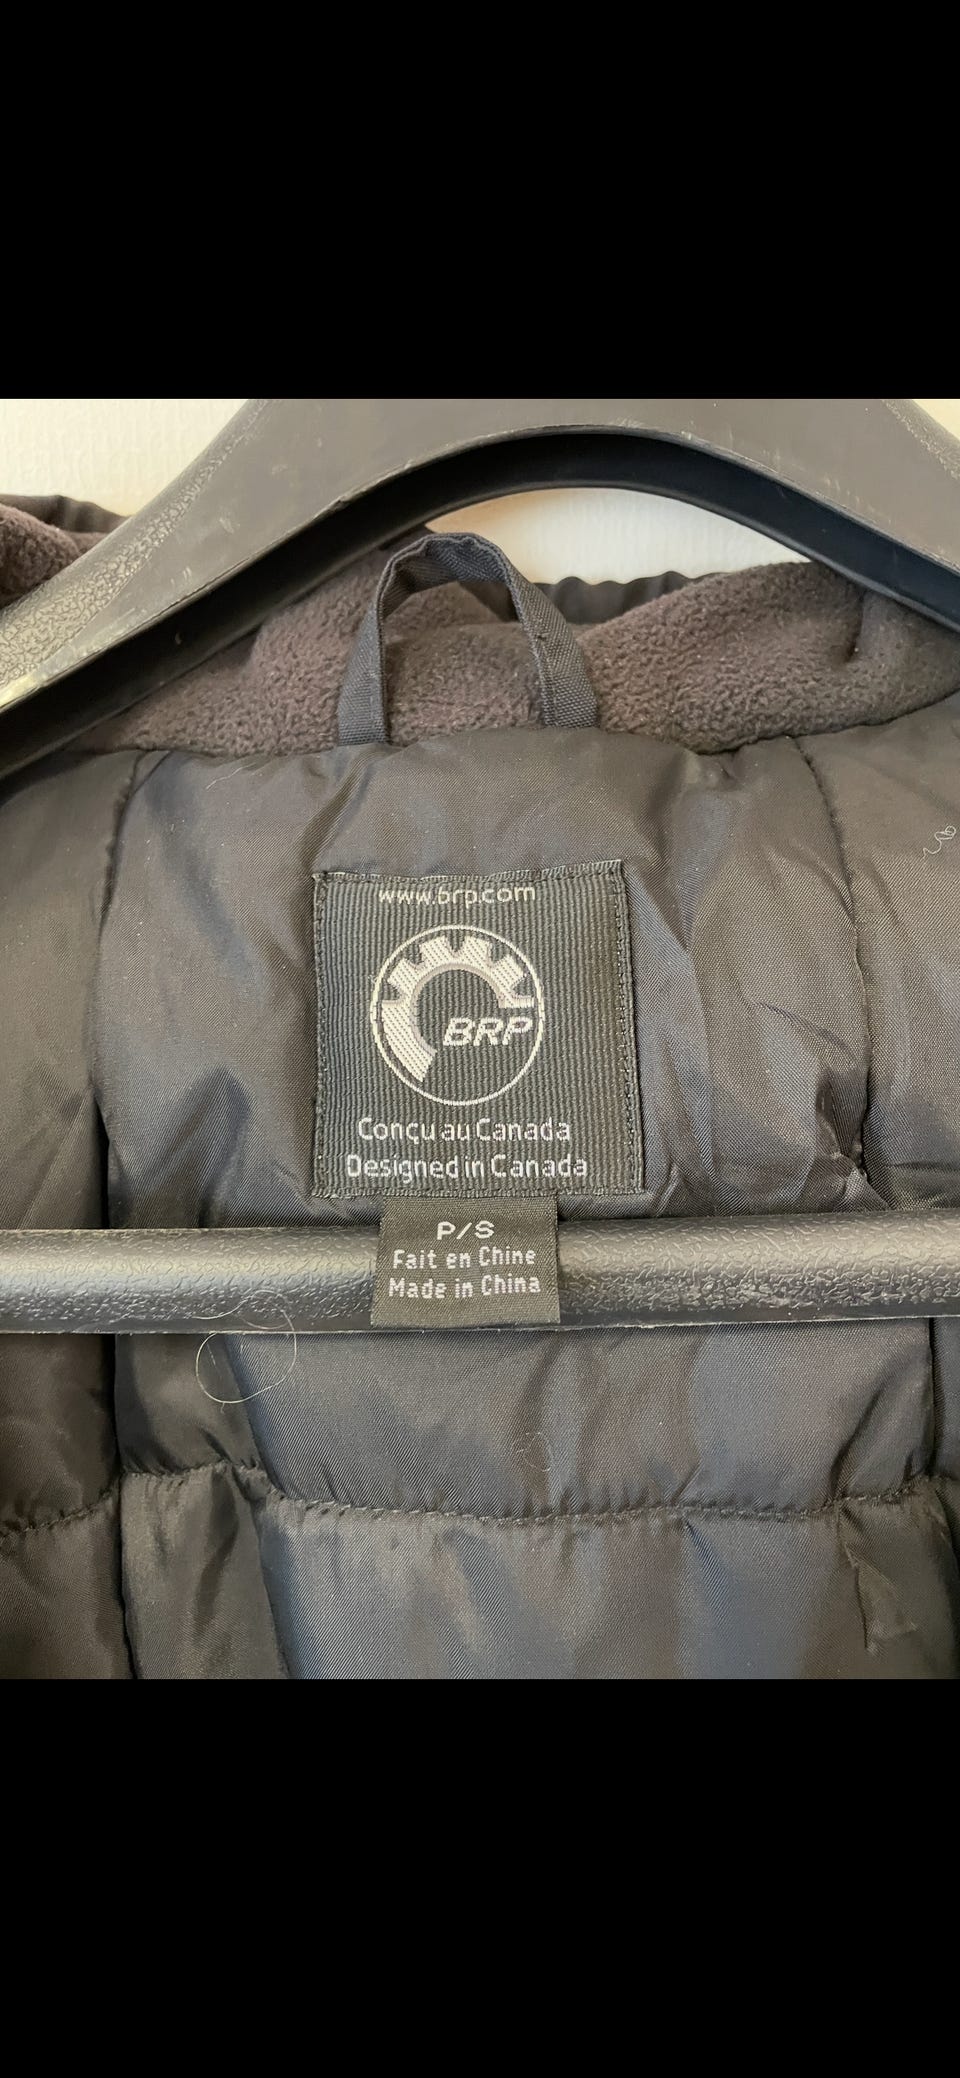 www.brp.com
BRP
Conçu au Canada
Designed in Canada
P/S
Fait en Chine
Made in China